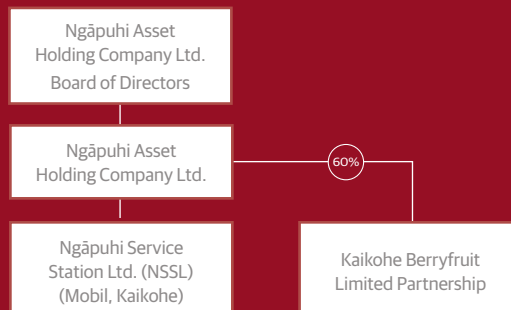 Ngāpuhi Asset
Holding Company Ltd.
Board of Directors
Ngāpuhi Asset
Holding Company Ltd.
60%
Ngāpuhi Service
Station Ltd. (NSSL)
(Mobil, Kaikohe)
Kaikohe Berryfruit
Limited Partnership